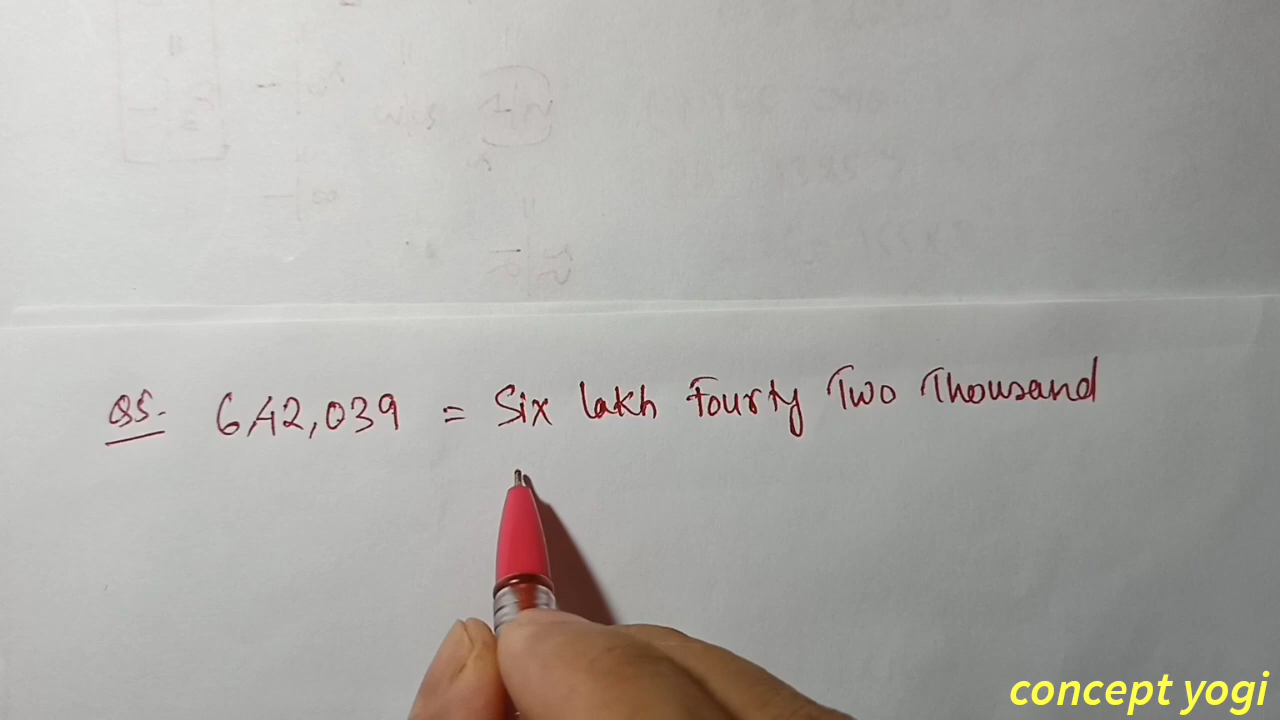 Q5. 6,42,039 = Six lakh Fourty Two Thousand
concept yogi